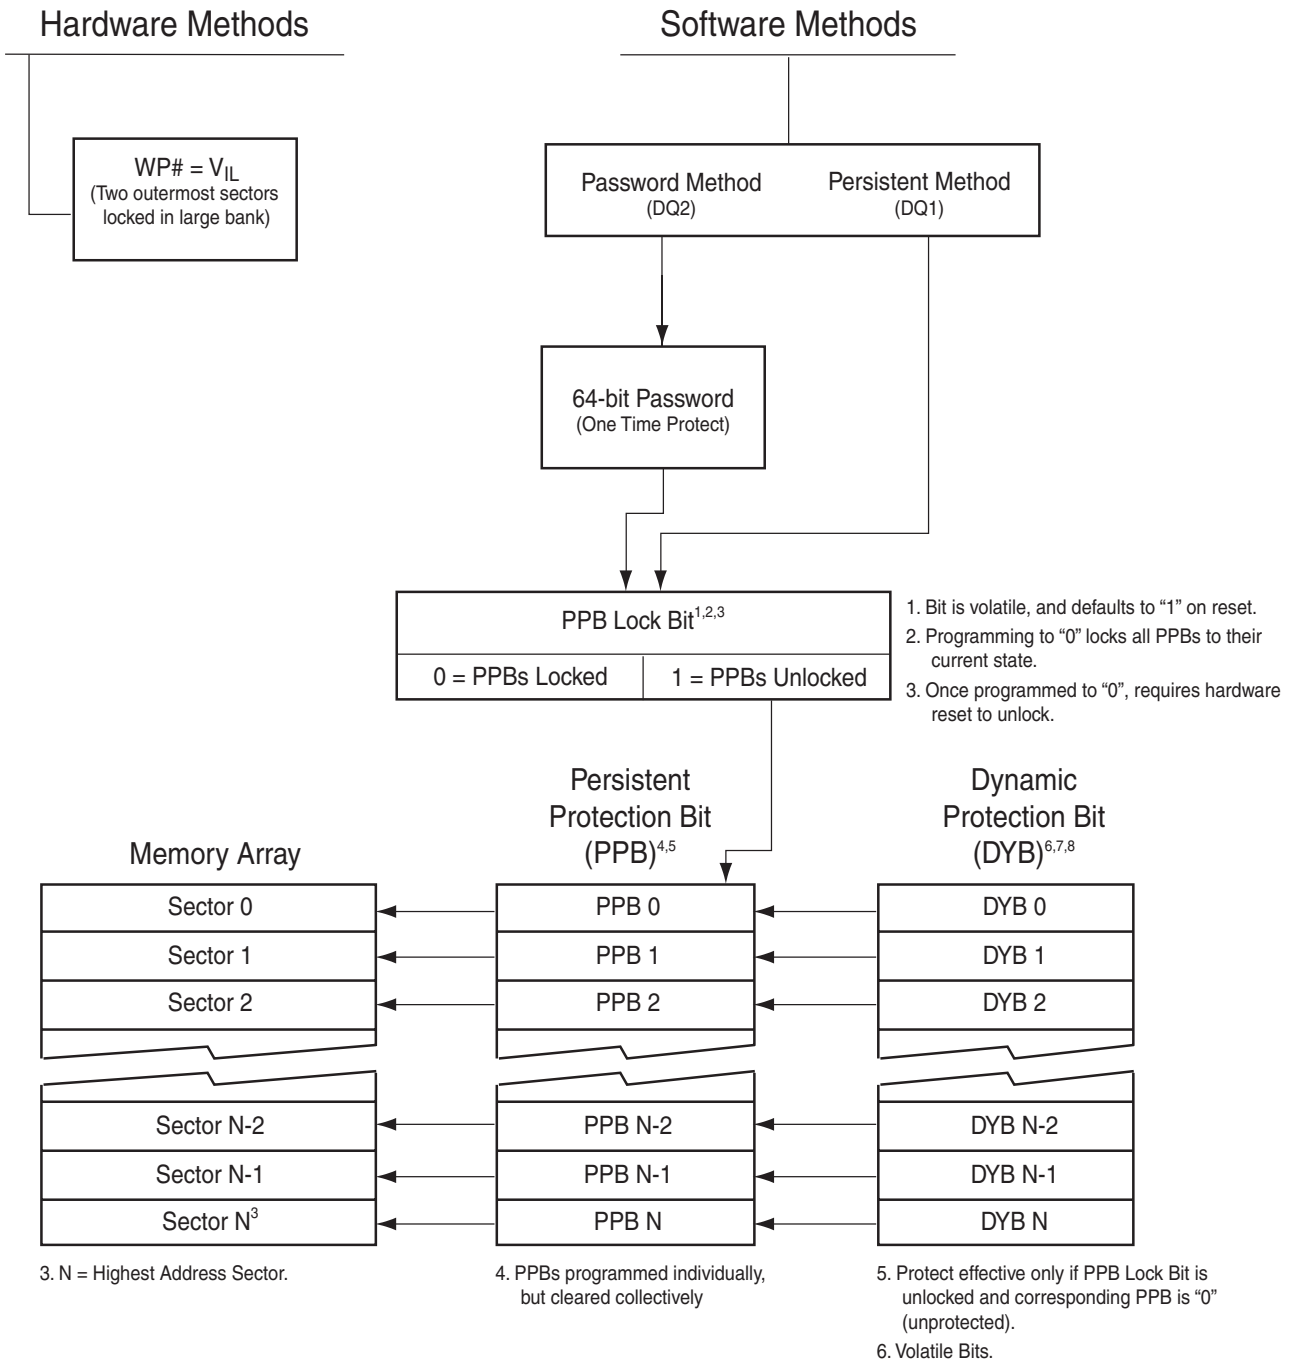 Hardware Methods
Software Methods
WP# = VIL
(Two outermost sectors
locked in large bank)
Password Method
(DQ2)
Persistent Method
(DQ1)
64-bit Password
(One Time Protect)
PPB Lock Bit1,2,3
0 = PPBs Locked
1 = PPBs Unlocked
1. Bit is volatile, and defaults to “1” on reset.
2. Programming to “0” locks all PPBs to their
current state.
3. Once programmed to “0”, requires hardware
reset to unlock.
Memory Array
Persistent
Protection Bit
(PPB)4,5
Dynamic
Protection Bit
(DYB)6,7,8
Sector 0
PPB 0
DYB 0
Sector 1
PPB 1
DYB 1
Sector 2
PPB 2
DYB 2
Sector N-2
PPB N-2
DYB N-2
Sector N-1
PPB N-1
DYB N-1
Sector N3
PPB N
DYB N
3. N = Highest Address Sector.
4. PPBs programmed individually,
but cleared collectively
5. Protect effective only if PPB Lock Bit is
unlocked and corresponding PPB is “0”
(unprotected).
6. Volatile Bits.